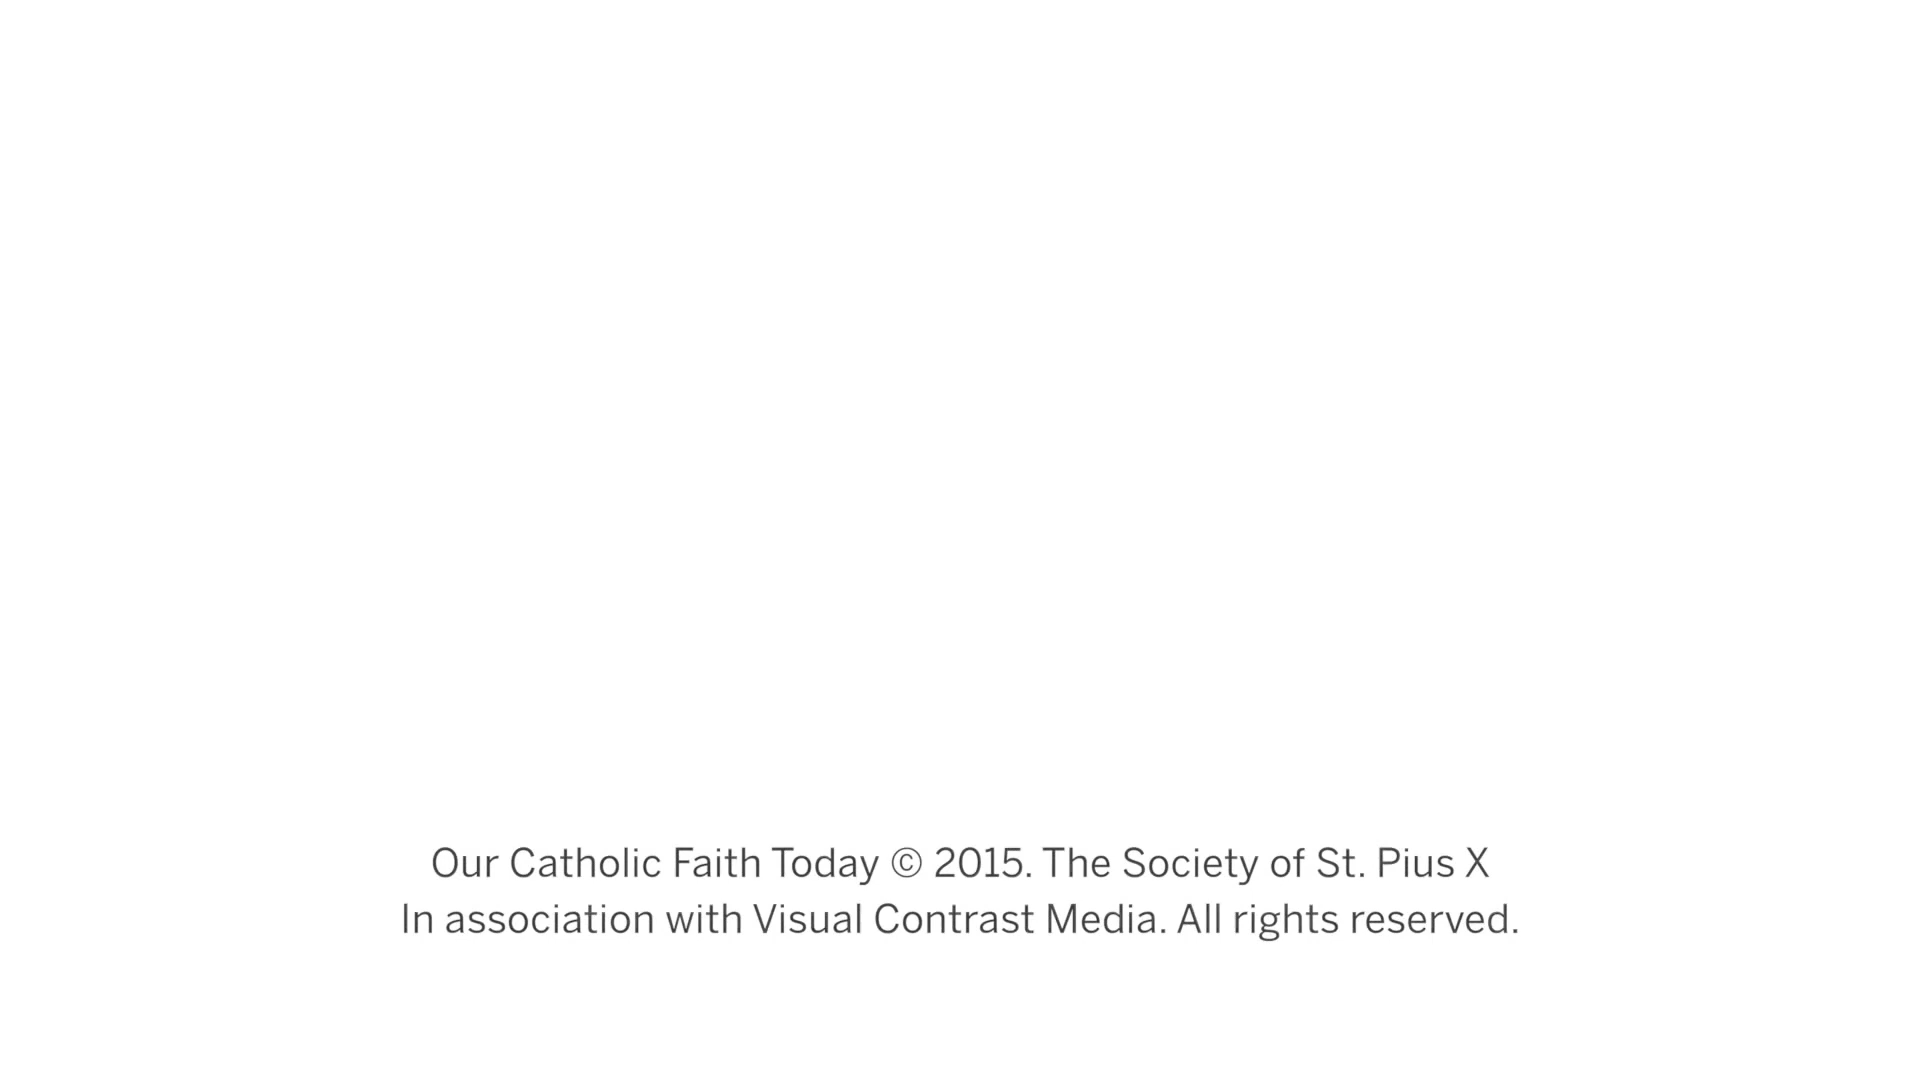 Our Catholic Faith Today © 2015. The Society of St. Pius X
In association with Visual Contrast Media. All rights reserved.